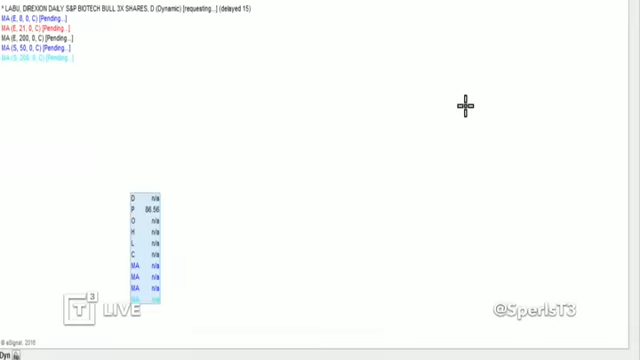 * LABU, DIREXION DAILY S&P BIOTECH BULL 3X SHARES, D (Dynamic) [requesting...] (delayed 15)
MA (E, 8, 0, C) [Pending...]
MA (E, 21, 0, C) [Pending...]
MA (E, 200, 0, C) [Pending...]
MA (S, 50, 0, C) [Pending...]
MA (S, 200, 0, C) [Pending...]
D n/a
P 86.56
O n/a
H n/a
L n/a
C n/a
MA n/a
MA n/a
MA n/a
T3 LIVE
@SperlsT3
© eSignal, 2016
Dyn